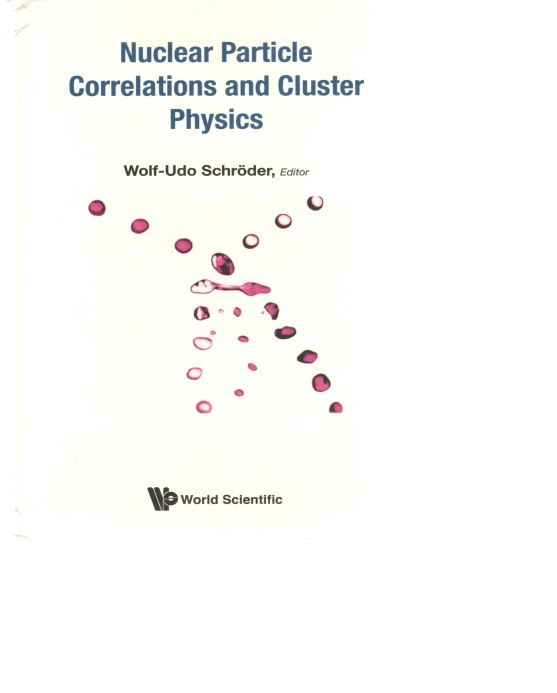 Nuclear Particle
Correlations and Cluster
Physics
Wolf-Udo Schröder, Editor
World Scientific